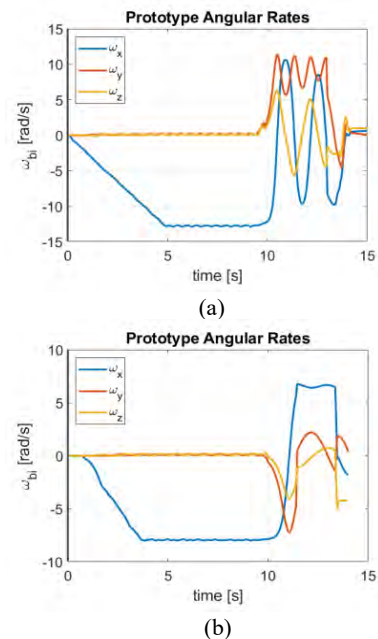 Prototype Angular Rates
15
10
5
0
-5
-10
-15
ω_x
ω_y
ω_z
ω_bi [rad/s]
0 5 10 15
time [s]
(a)
Prototype Angular Rates
10
5
0
-5
-10
ω_x
ω_y
ω_z
ω_bi [rad/s]
0 5 10 15
time [s]
(b)